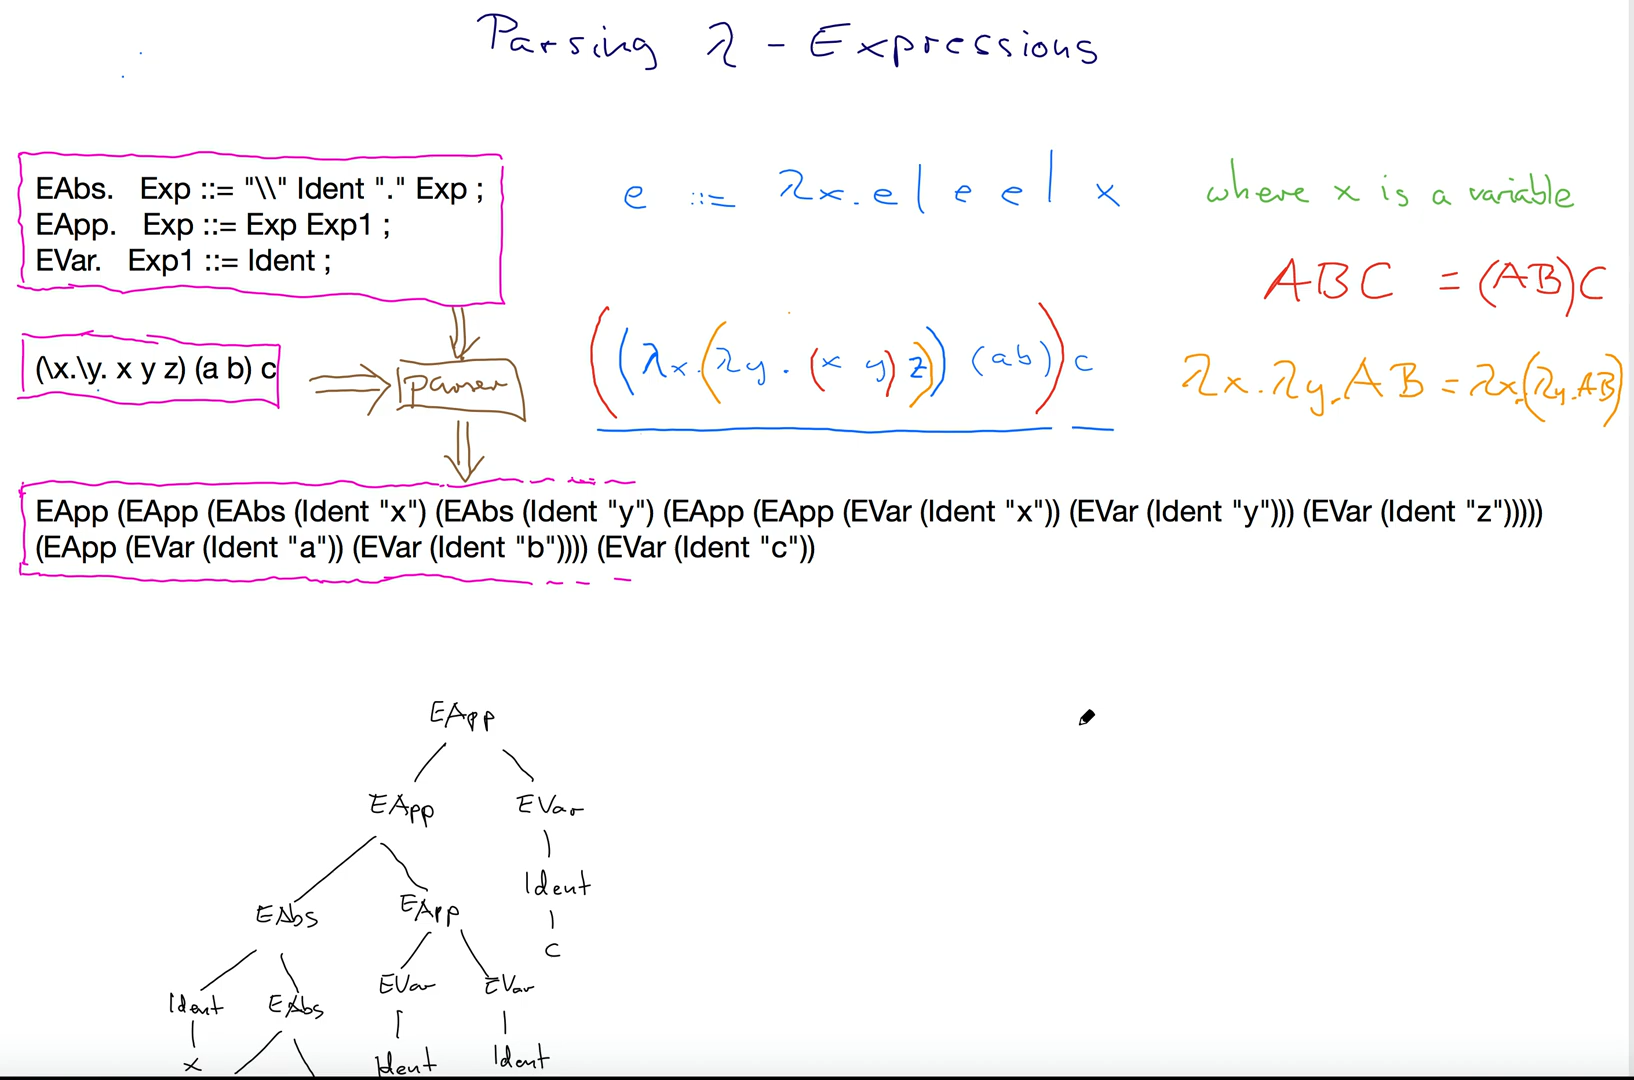 Parsing λ - Expressions
EAbs. Exp ::= "\\" Ident "." Exp ;
EApp. Exp ::= Exp Exp1 ;
EVar. Exp1 ::= Ident ;
e ::= λx.e | e e | x where x is a variable
ABC = (AB)C
(\x.\y. x y z) (a b) c
parser
((λx.(λy.(x y) z)) (ab)) c
λx.λy.AB = λx.(λy.AB)
EApp (EApp (EAbs (Ident "x") (EAbs (Ident "y") (EApp (EApp (EVar (Ident "x")) (EVar (Ident "y"))) (EVar (Ident "z")))))
(EApp (EVar (Ident "a")) (EVar (Ident "b")))) (EVar (Ident "c"))
EApp
EApp EVar
Ident
EAbs EApp
c
EVar EVar
Ident EAbs
x Ident Ident